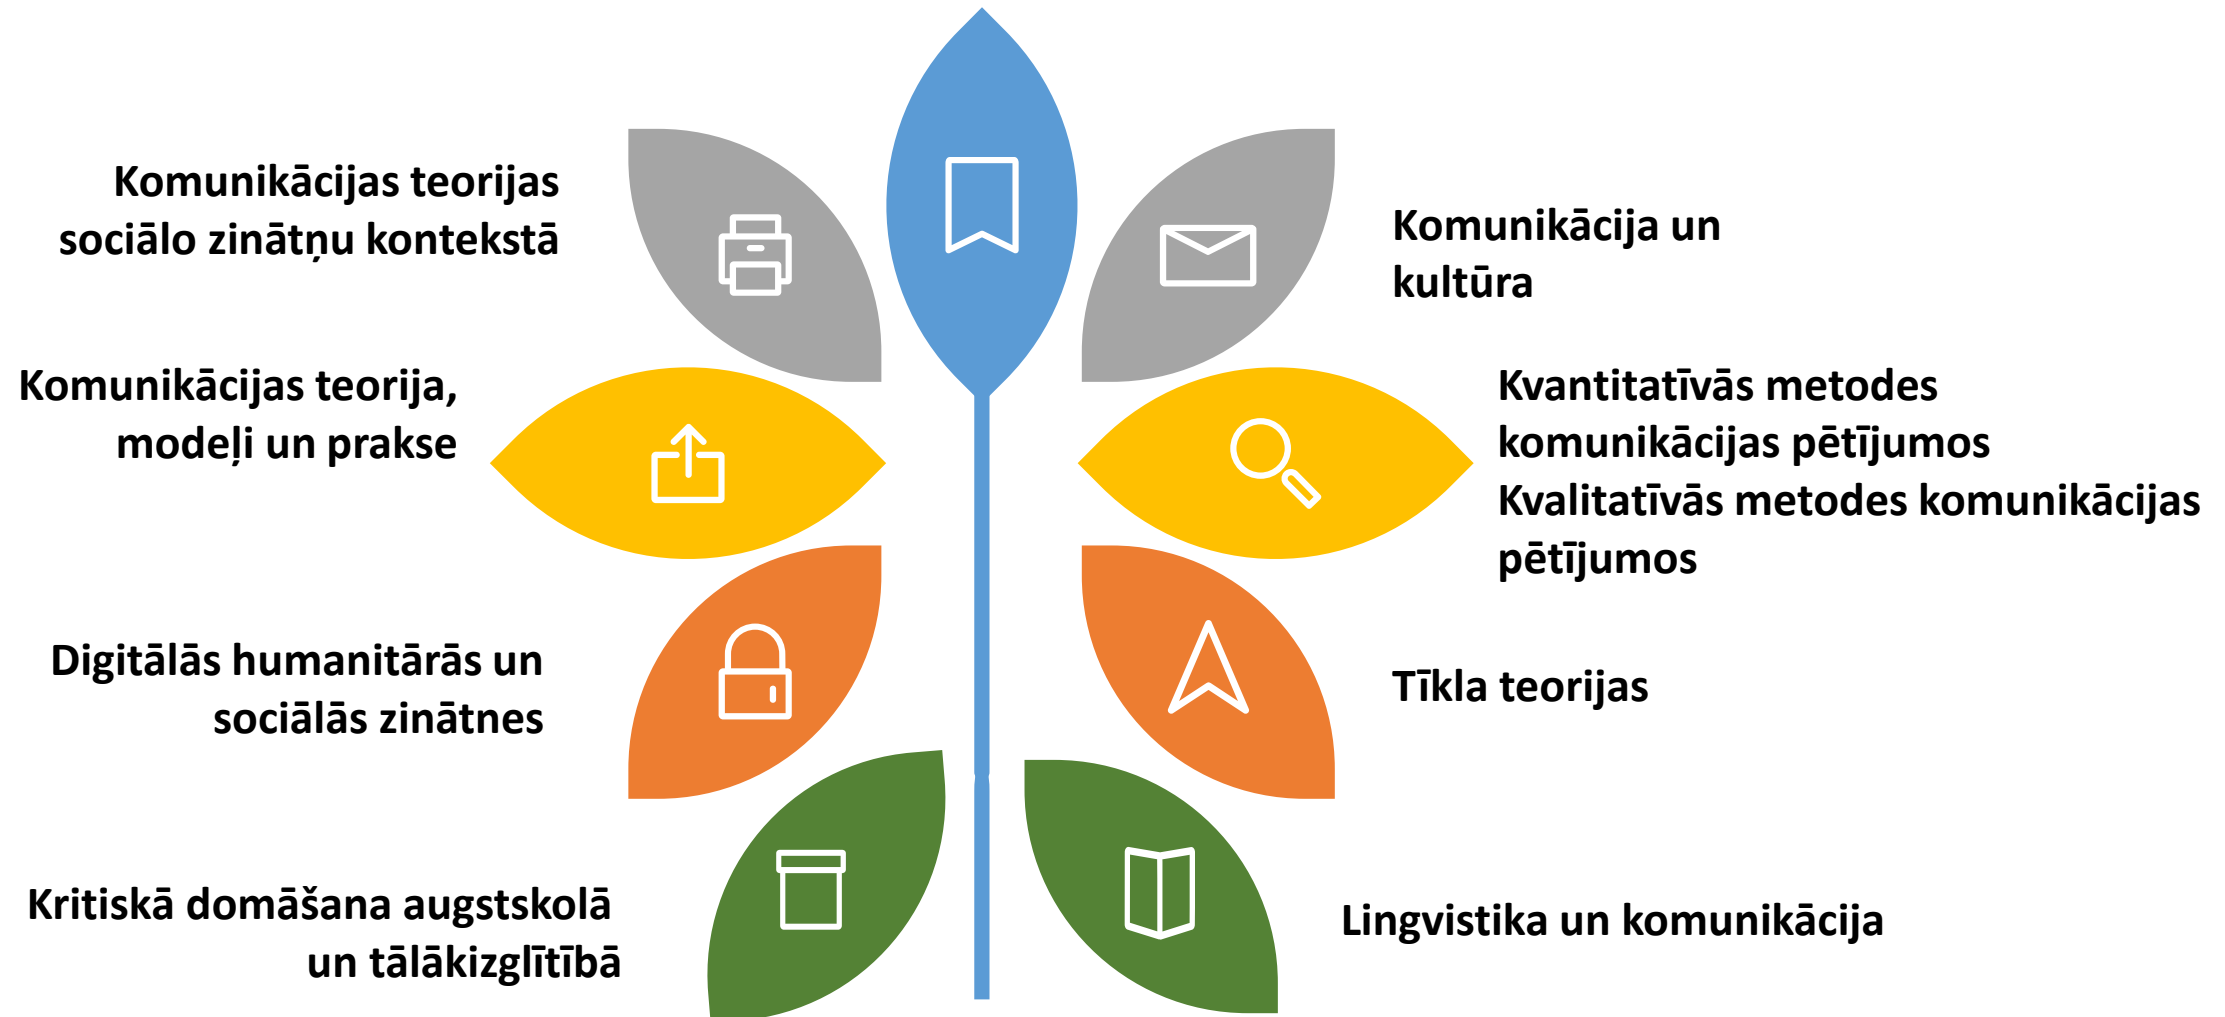 Komunikācijas teorijas
sociālo zinātņu kontekstā
Komunikācijas teorija,
modeļi un prakse
Digitālās humanitārās un
sociālās zinātnes
Kritiskā domāšana augstskolā
un tālākizglītībā
Komunikācija un
kultūra
Kvantitatīvās metodes
komunikācijas pētījumos
Kvalitatīvās metodes komunikācijas
pētījumos
Tīkla teorijas
Lingvistika un komunikācija